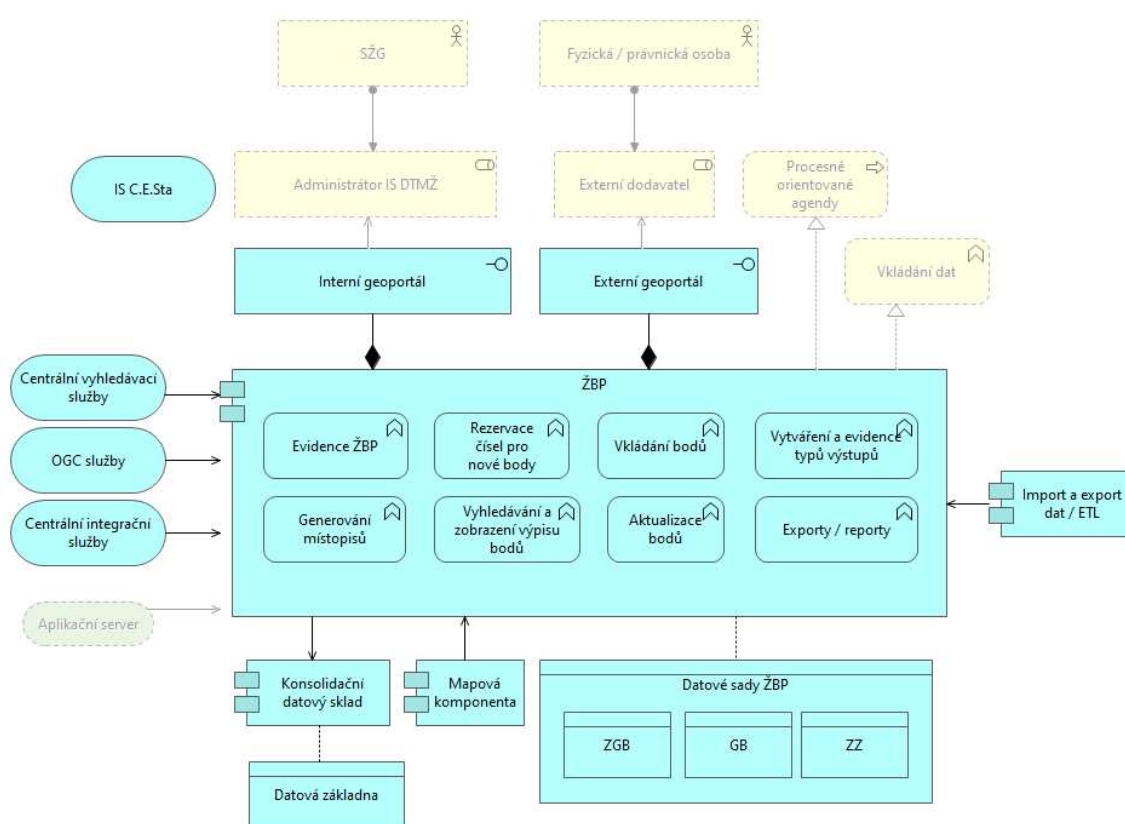 SŽG
Fyzická / právnická osoba
IS C.E.Sta
Administrátor IS DTMŽ
Externí dodavatel
Procesně
orientované
agendy
Interní geoportál
Externí geoportál
Vkládání dat
Centrální vyhledávací
služby
OGC služby
Centrální integrační
služby
Aplikační server
ŽBP
Evidence ŽBP
Rezervace
čísel pro
nové body
Vkládání bodů
Vytváření a evidence
typů výstupů
Generování
místopisů
Vyhledávání a
zobrazení výpisu
bodů
Aktualizace
bodů
Exporty / reporty
Import a export
dat / ETL
Konsolidační
datový sklad
Mapová
komponenta
Datové sady ŽBP
ZGB
GB
ZZ
Datová základna